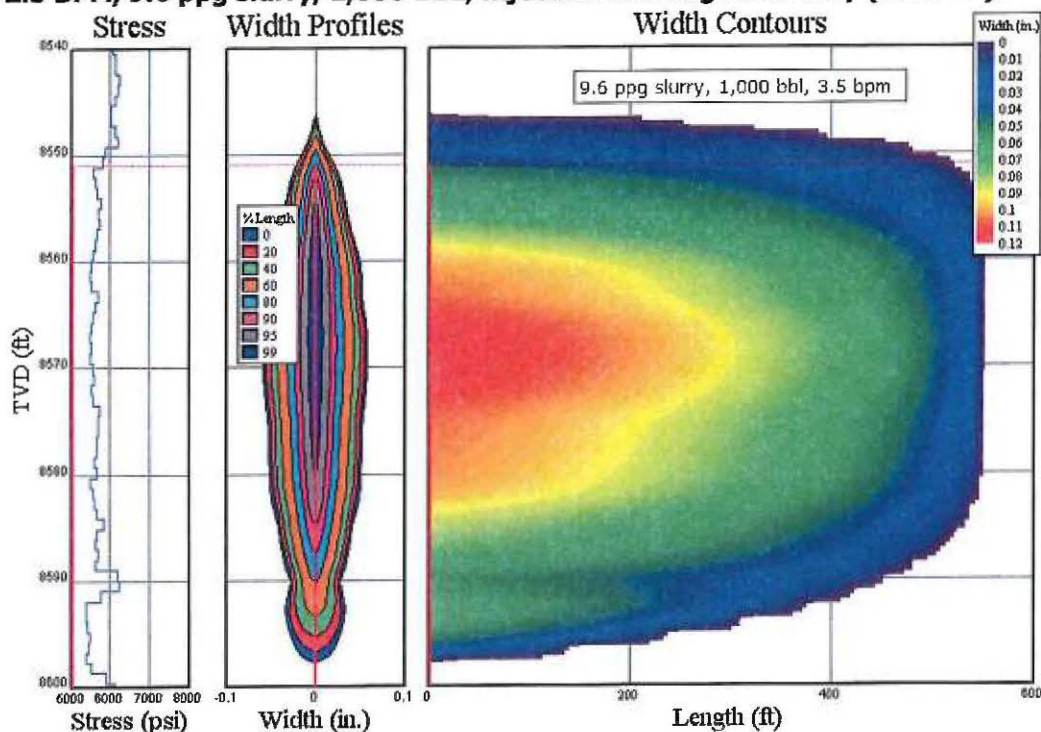 Stress
Width Profiles
Width Contours
Width (in.)
0
0.01
0.02
0.03
0.04
0.05
0.06
0.07
0.08
0.09
0.1
0.11
0.12
9.6 ppg slurry, 1,000 bbl, 3.5 bpm
% Length
0
20
40
60
80
90
95
99
TVD (ft)
8540
8550
8560
8570
8580
8590
8600
6000 6000 7000 8000
Stress (psi)
-0.1 0 0.1
Width (in.)
0 200 400 600
Length (ft)